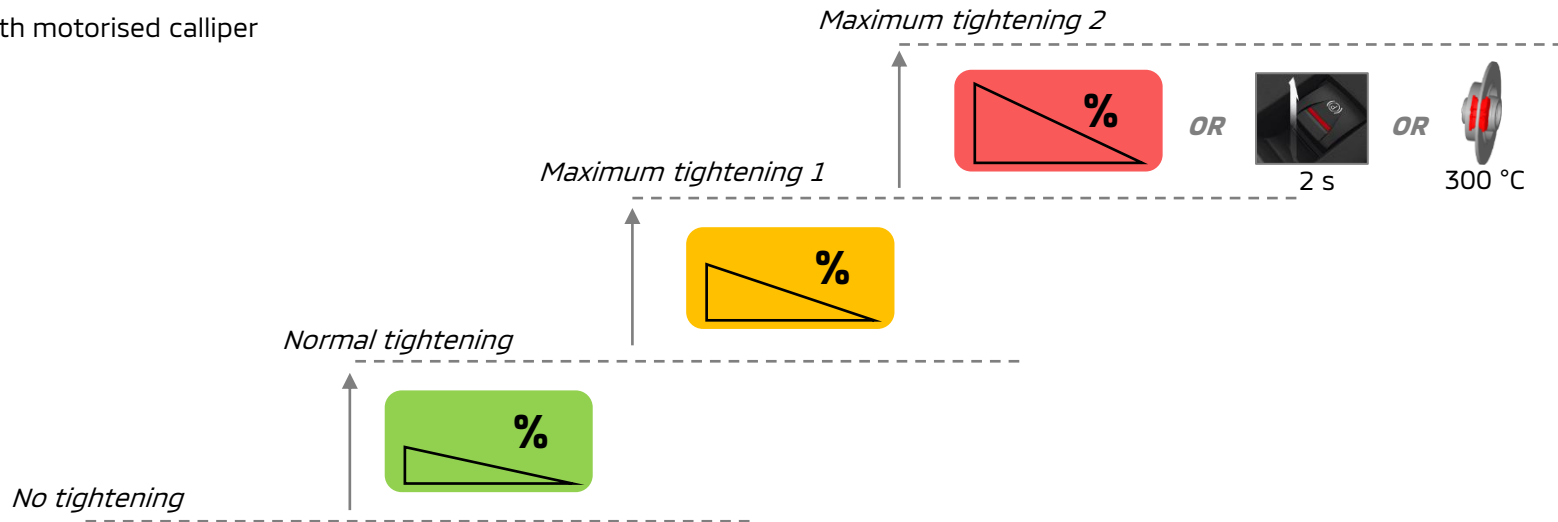 th motorised calliper
Maximum tightening 2
%
OR
OR
2 s
300 °C
Maximum tightening 1
%
Normal tightening
%
No tightening